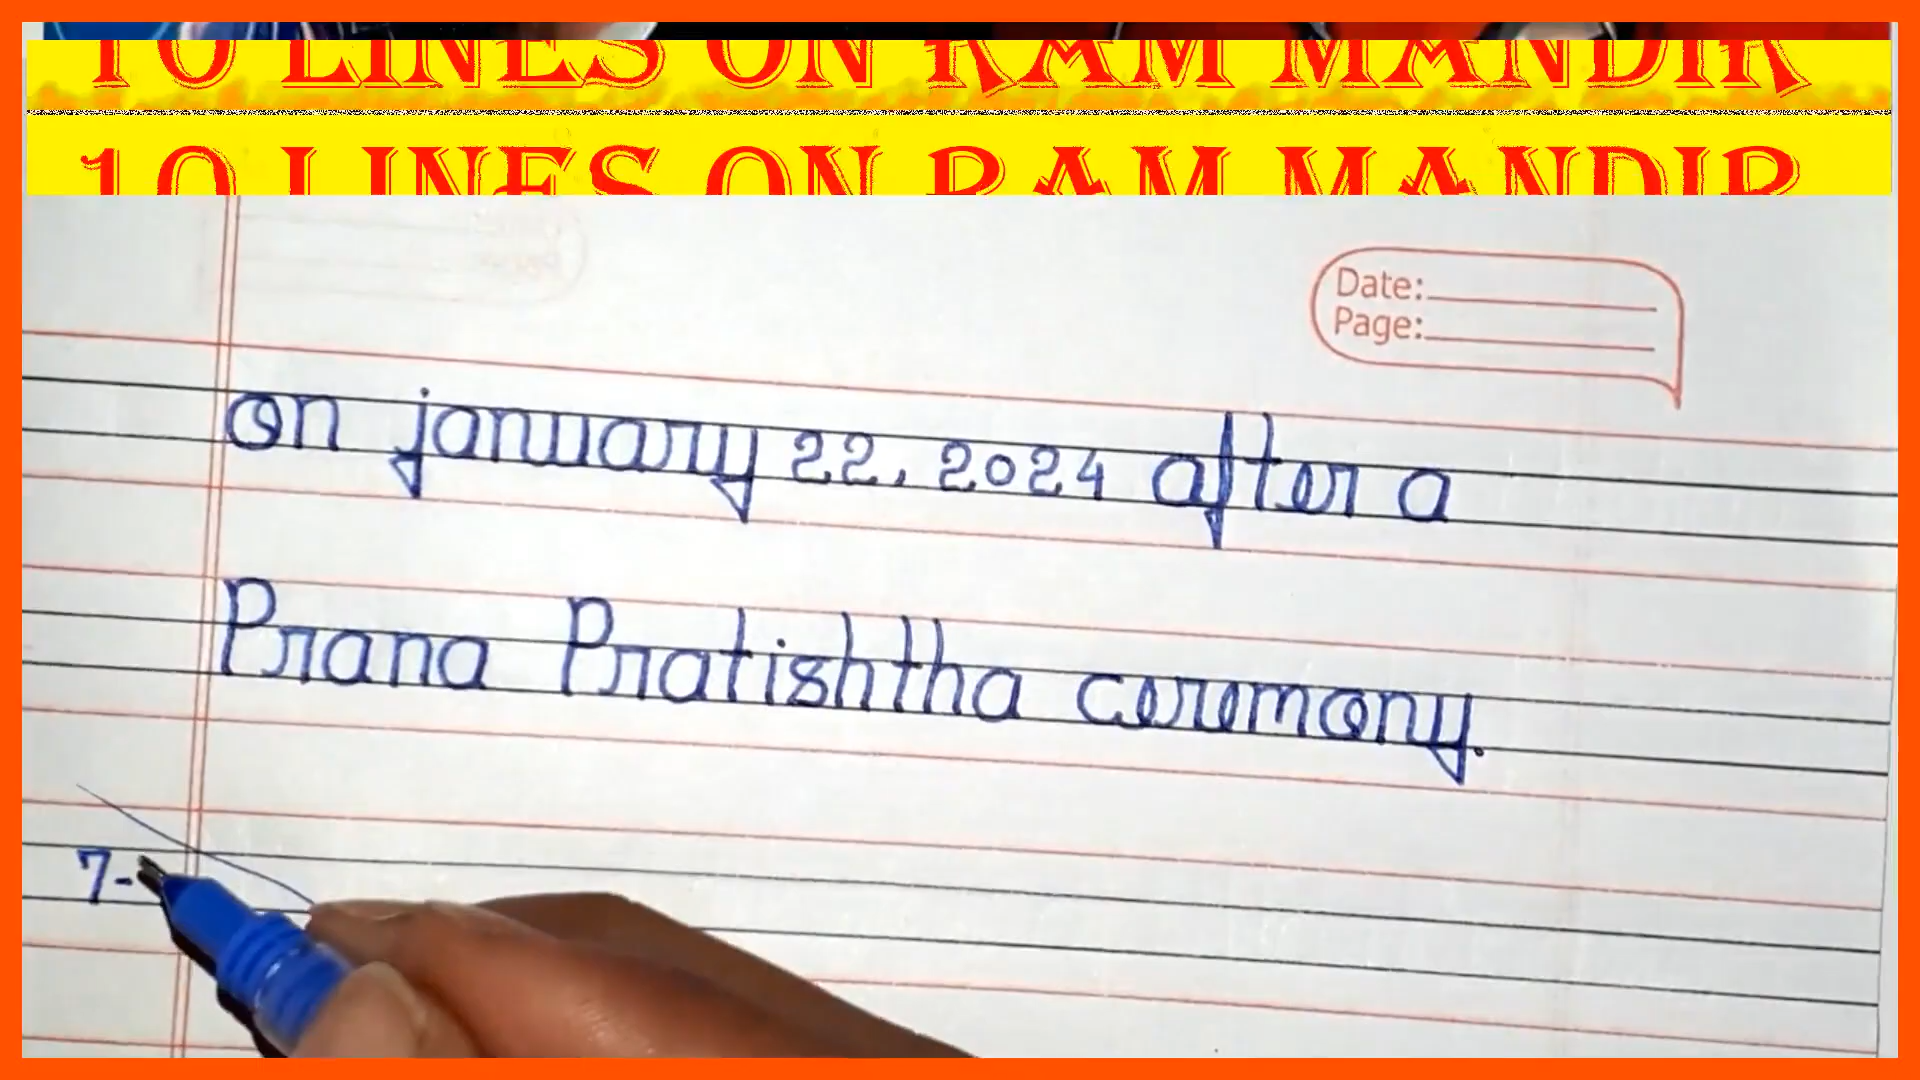 10 LINES ON RAM MANDIR
10 LINES ON RAM MANDIR
Date:
Page:
on january 22, 2024 after a
Prana Pratishtha ceremony.
7-